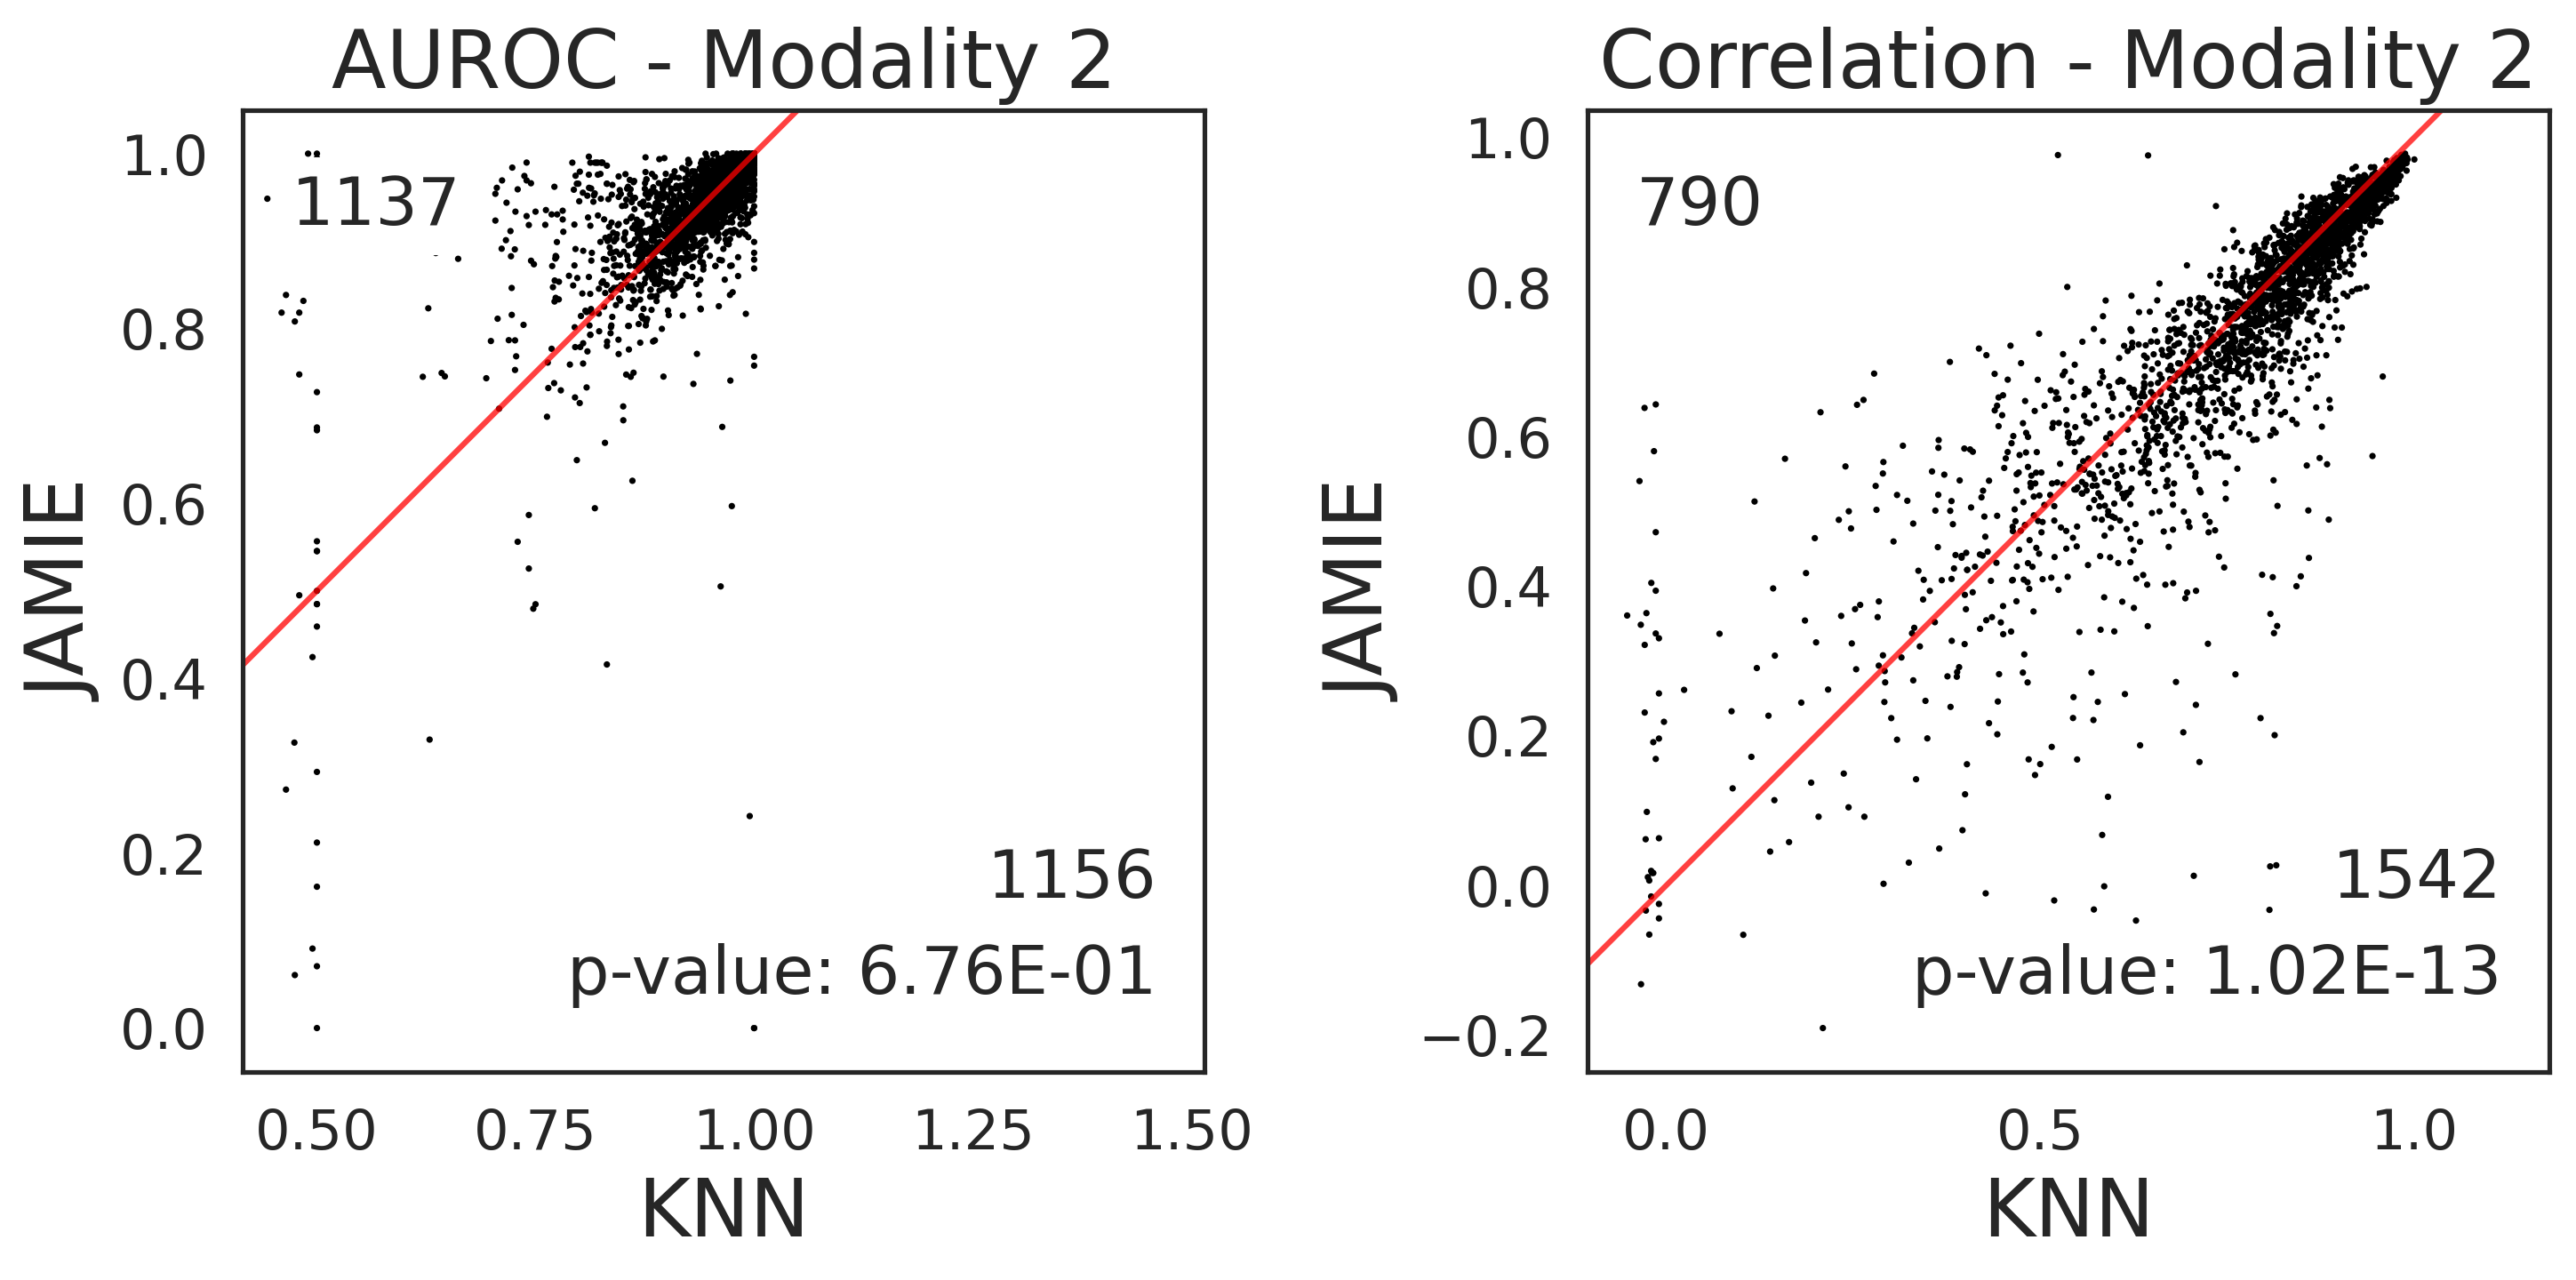 AUROC - Modality 2
1.0
0.8
0.6
0.4
0.2
0.0
JAMIE
1137
1156
p-value: 6.76E-01
0.50 0.75 1.00 1.25 1.50
KNN
Correlation - Modality 2
1.0
0.8
0.6
0.4
0.2
0.0
−0.2
JAMIE
790
1542
p-value: 1.02E-13
0.0 0.5 1.0
KNN